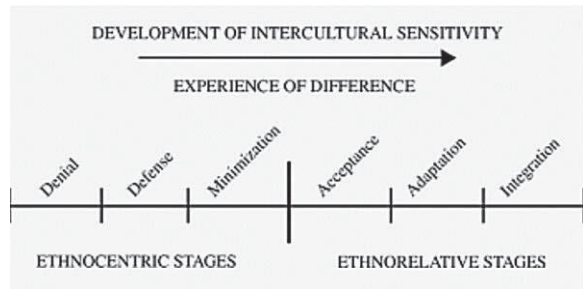 DEVELOPMENT OF INTERCULTURAL SENSITIVITY
EXPERIENCE OF DIFFERENCE
Denial
Defense
Minimization
Acceptance
Adaptation
Integration
ETHNOCENTRIC STAGES
ETHNORELATIVE STAGES